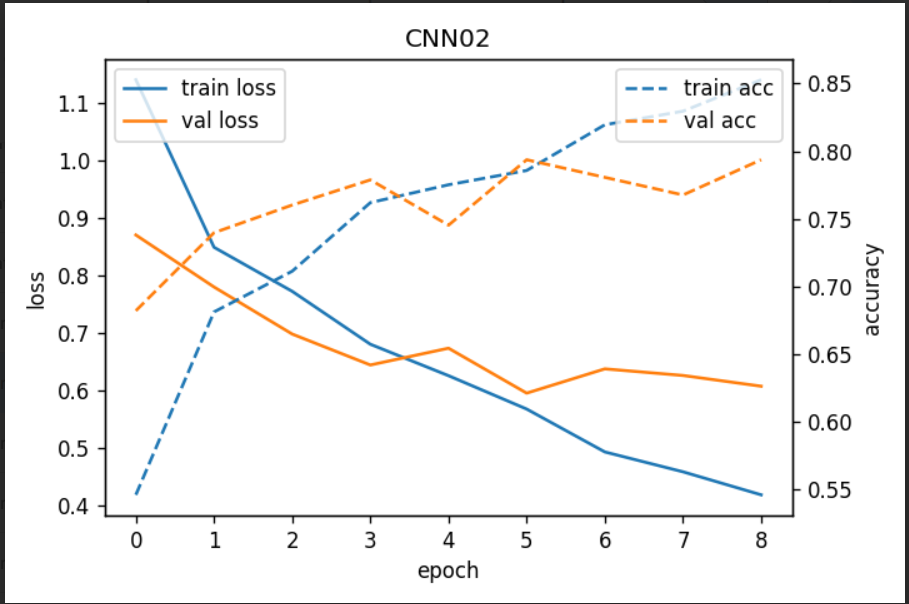 CNN02
train loss
val loss
train acc
val acc
1.1
1.0
0.9
0.8
0.7
0.6
0.5
0.4
loss
0.85
0.80
0.75
0.70
0.65
0.60
0.55
accuracy
0 1 2 3 4 5 6 7 8
epoch